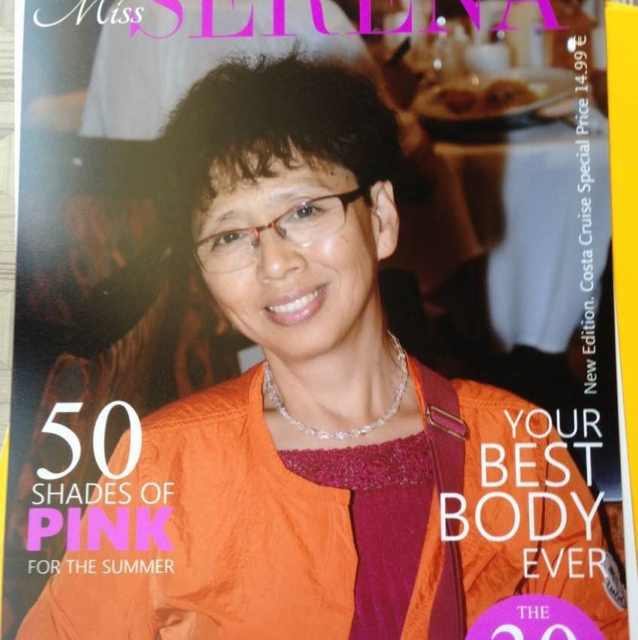 Miss
SERENA
New Edition. Costa Cruise Special Price 14.99 €
50
SHADES OF
PINK
FOR THE SUMMER
YOUR
BEST
BODY
EVER
THE